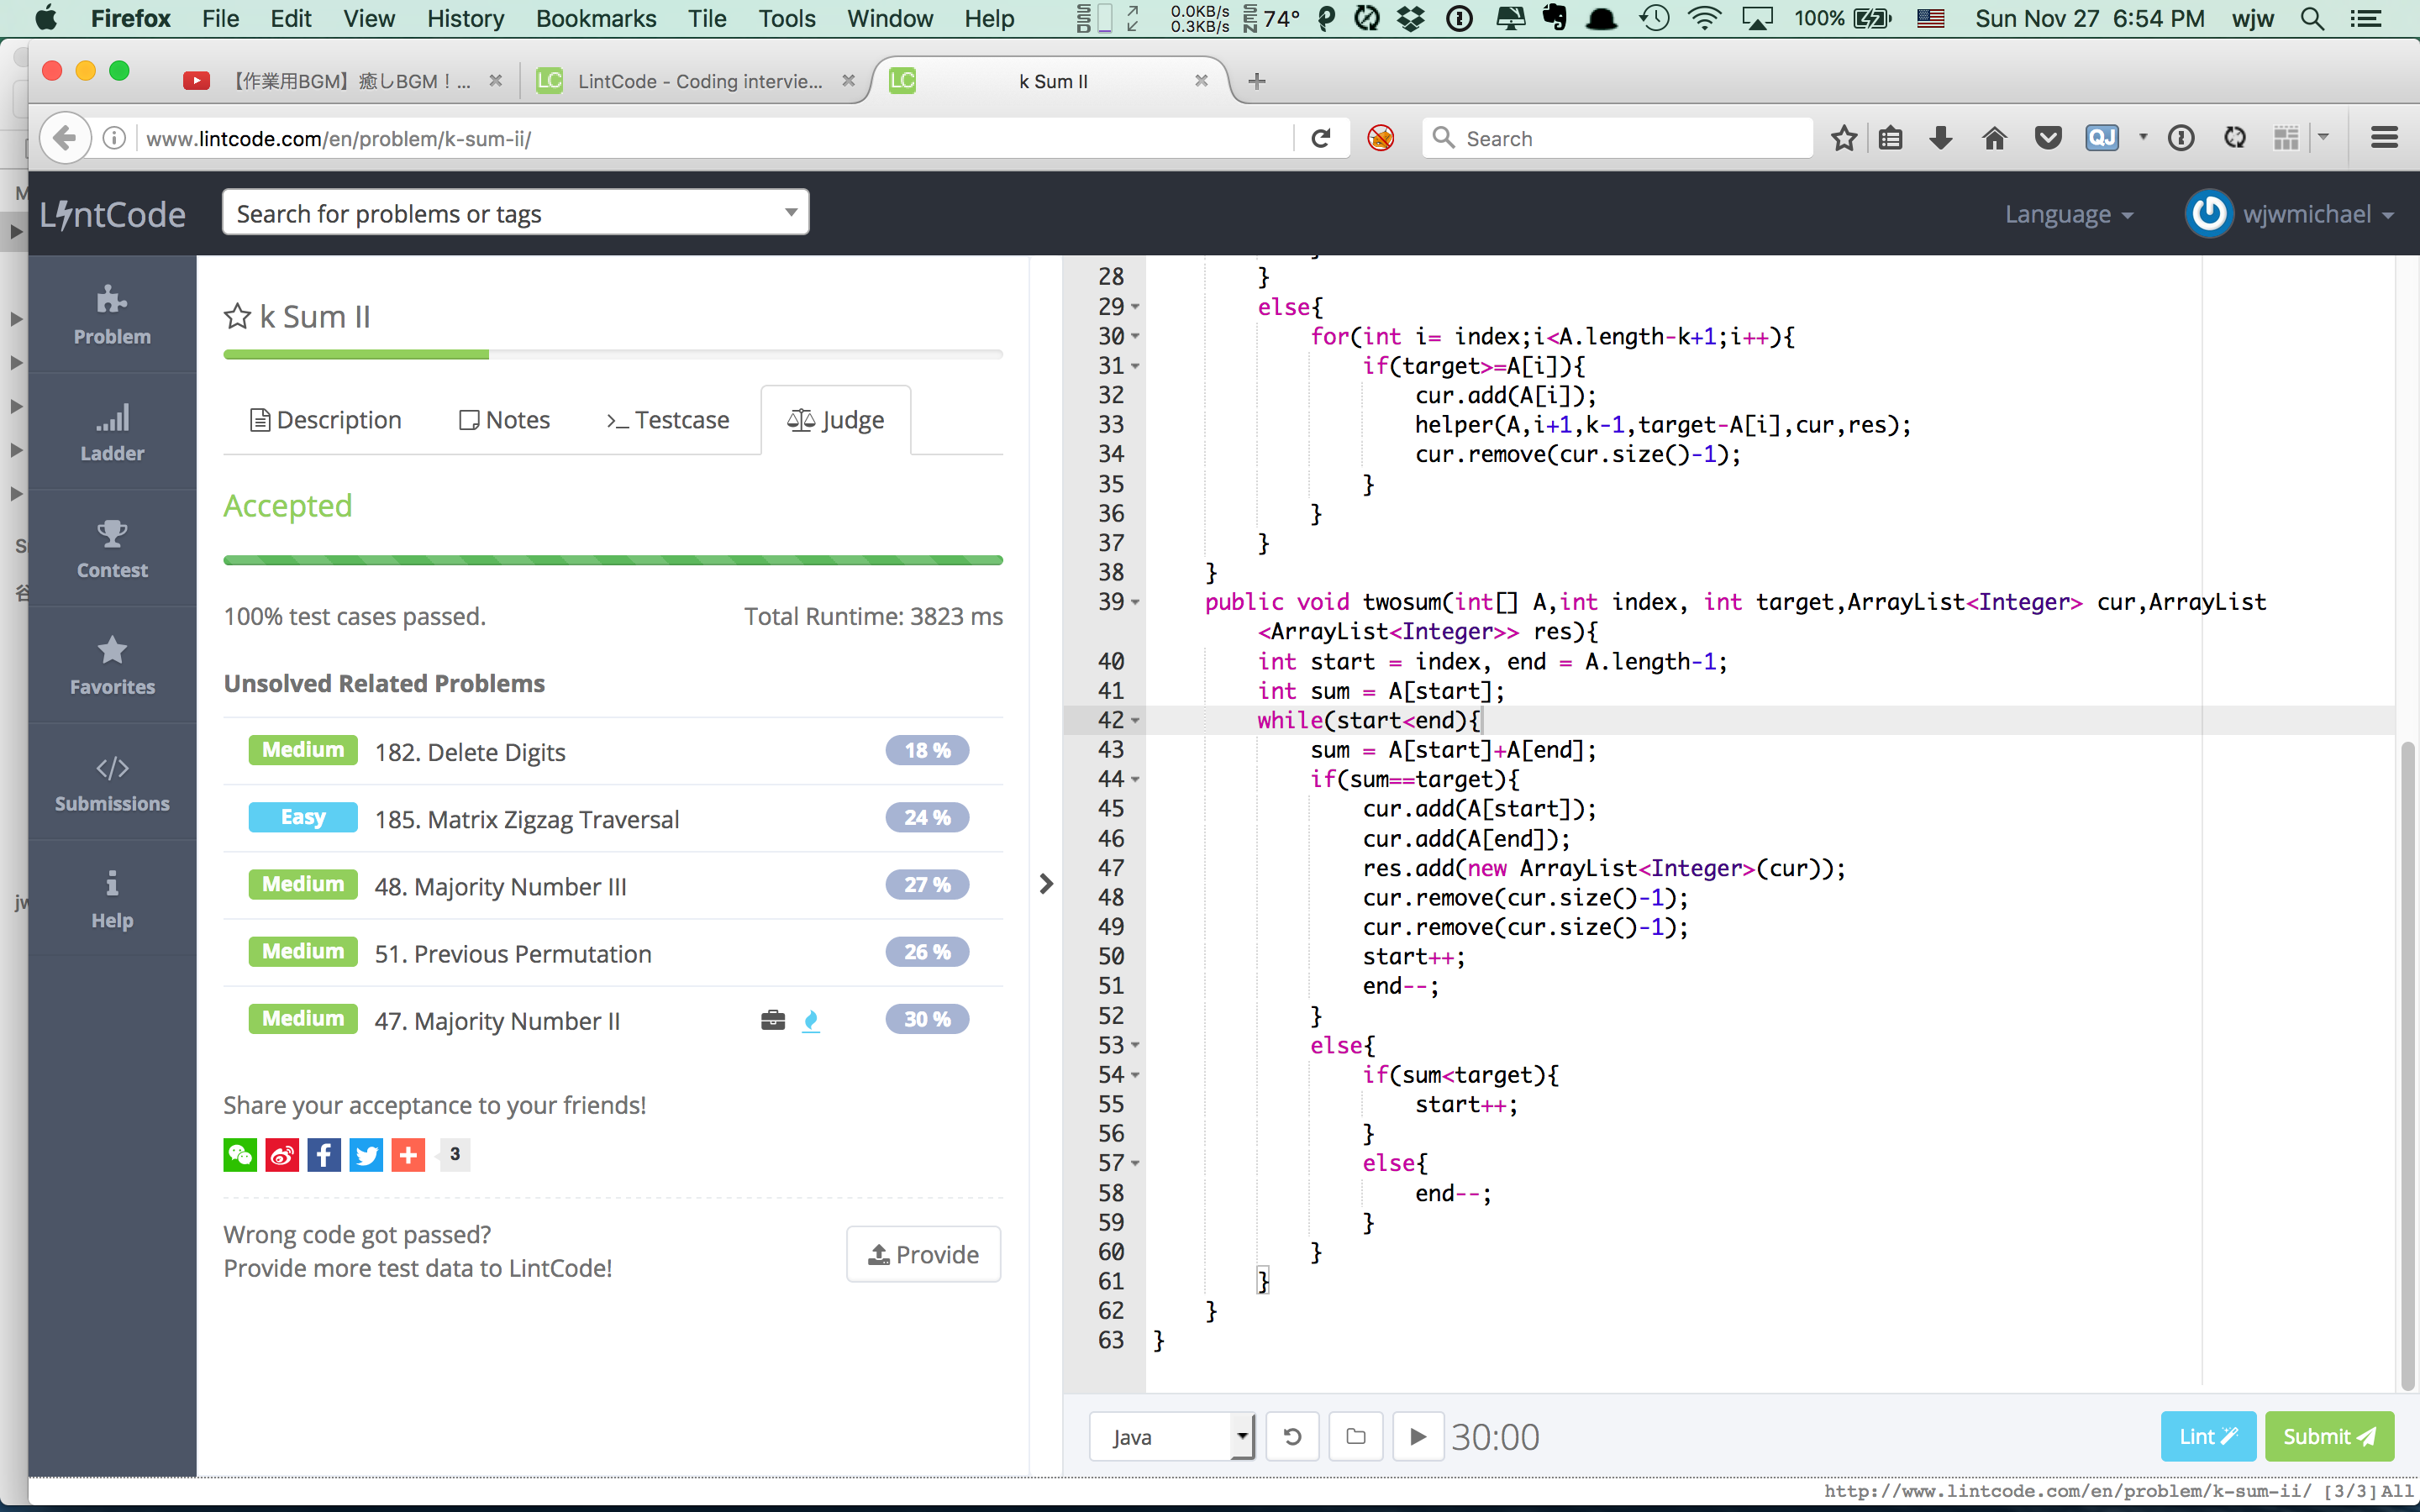 Firefox File Edit View History Bookmarks Tile Tools Window Help SSD 0.0KB/s 0.3KB/s SEN 74° 100% Sun Nov 27 6:54 PM wjw
【作業用BGM】癒しBGM！... LintCode - Coding intervie... k Sum II
www.lintcode.com/en/problem/k-sum-ii/ Search QJ
LintCode Search for problems or tags Language wjwmichael
Problem
Ladder
Contest
Favorites
Submissions
Help
k Sum II
Description Notes >_ Testcase Judge
Accepted
100% test cases passed. Total Runtime: 3823 ms
Unsolved Related Problems
Medium 182. Delete Digits 18 %
Easy 185. Matrix Zigzag Traversal 24 %
Medium 48. Majority Number III 27 %
Medium 51. Previous Permutation 26 %
Medium 47. Majority Number II 30 %
Share your acceptance to your friends!
3
Wrong code got passed?
Provide more test data to LintCode!
Provide
28 }
29 else{
30 for(int i= index;i<A.length-k+1;i++){
31 if(target>=A[i]){
32 cur.add(A[i]);
33 helper(A,i+1,k-1,target-A[i],cur,res);
34 cur.remove(cur.size()-1);
35 }
36 }
37 }
38 }
39 public void twosum(int[] A,int index, int target,ArrayList<Integer> cur,ArrayList
<ArrayList<Integer>> res){
40 int start = index, end = A.length-1;
41 int sum = A[start];
42 while(start<end){
43 sum = A[start]+A[end];
44 if(sum==target){
45 cur.add(A[start]);
46 cur.add(A[end]);
47 res.add(new ArrayList<Integer>(cur));
48 cur.remove(cur.size()-1);
49 cur.remove(cur.size()-1);
50 start++;
51 end--;
52 }
53 else{
54 if(sum<target){
55 start++;
56 }
57 else{
58 end--;
59 }
60 }
61 }
62 }
63 }
Java 30:00 Lint Submit
http://www.lintcode.com/en/problem/k-sum-ii/ [3/3] All